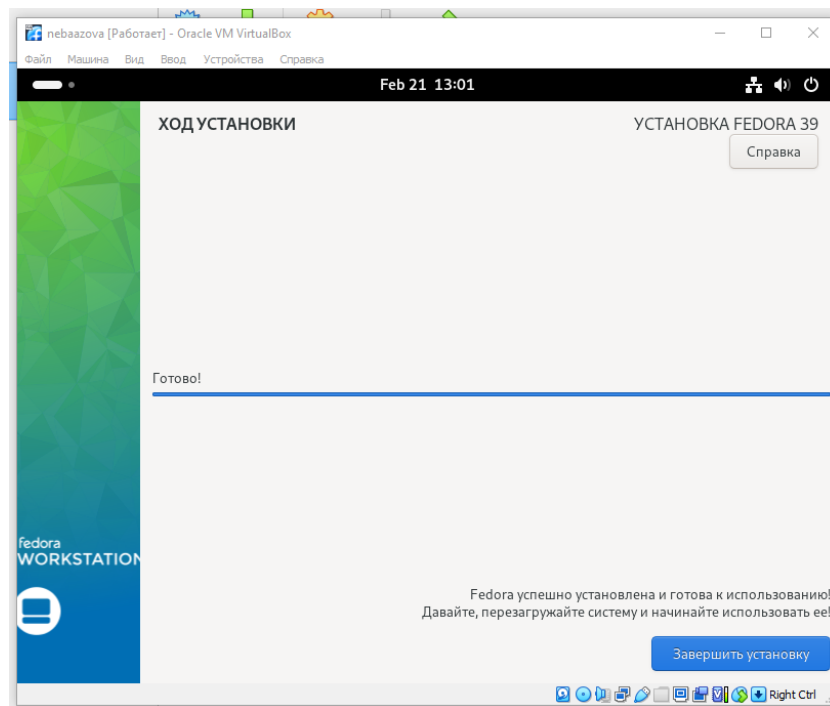 nebaazova [Работает] - Oracle VM VirtualBox
Файл Машина Вид Ввод Устройства Справка
Feb 21 13:01
ХОД УСТАНОВКИ
УСТАНОВКА FEDORA 39
Справка
Готово!
fedora
WORKSTATION
Fedora успешно установлена и готова к использованию!
Давайте, перезагружайте систему и начинайте использовать ее!
Завершить установку
Right Ctrl